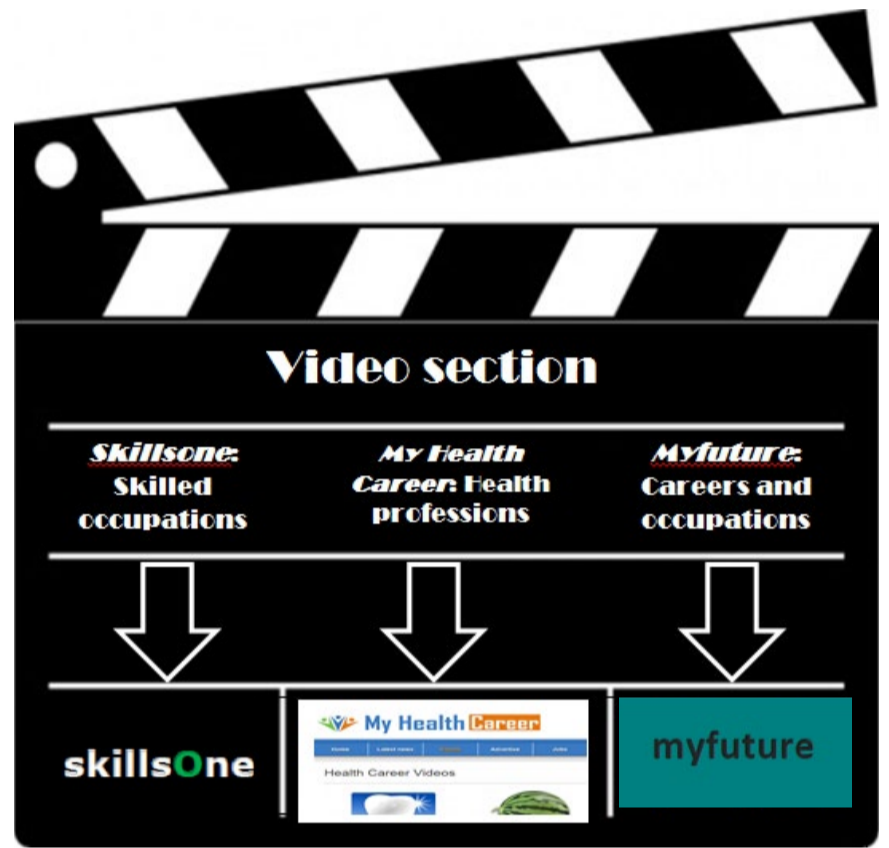 Video section
Skillsone:
Skilled
occupations
My Health
Career: Health
professions
Myfuture:
Careers and
occupations
skillsOne
My Health Career
Home Latest news Advertise Jobs
Health Career Videos
myfuture